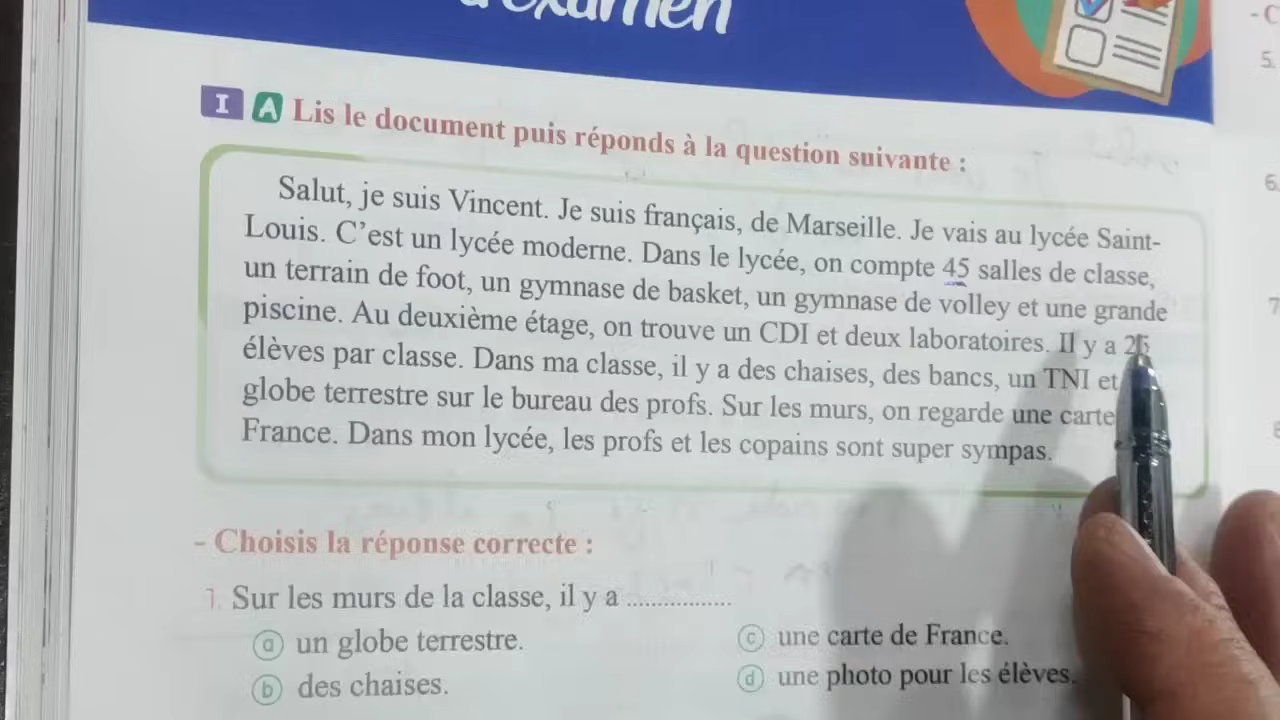 d'examen
I A Lis le document puis réponds à la question suivante :
Salut, je suis Vincent. Je suis français, de Marseille. Je vais au lycée Saint-
Louis. C'est un lycée moderne. Dans le lycée, on compte 45 salles de classe,
un terrain de foot, un gymnase de basket, un gymnase de volley et une grande
piscine. Au deuxième étage, on trouve un CDI et deux laboratoires. Il y a
élèves par classe. Dans ma classe, il y a des chaises, des bancs, un TNI et
globe terrestre sur le bureau des profs. Sur les murs, on regarde une carte
France. Dans mon lycée, les profs et les copains sont super sympas.
- Choisis la réponse correcte :
1. Sur les murs de la classe, il y a .................
a un globe terrestre.
b des chaises.
c une carte de France.
d une photo pour les élèves.
- C
5.
6
7